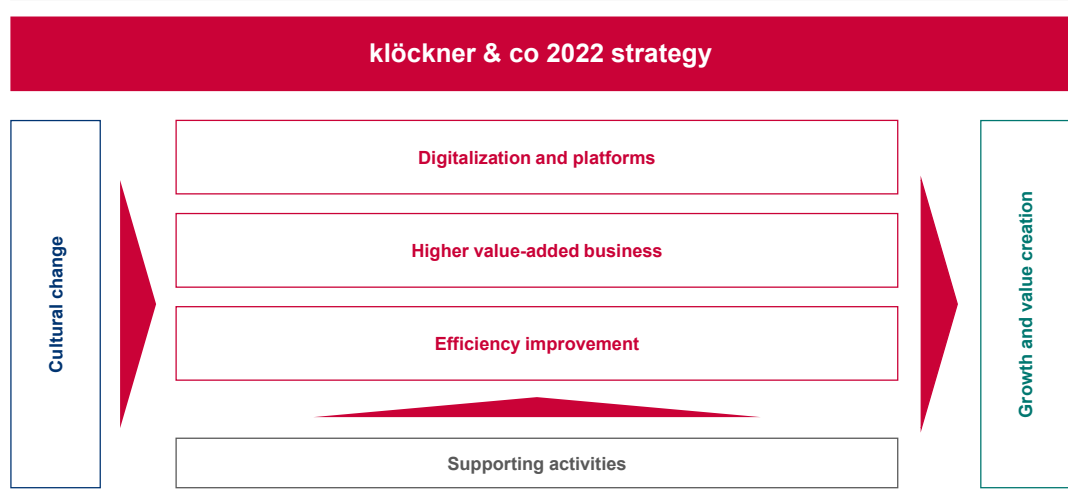 klöckner & co 2022 strategy
Cultural change
Digitalization and platforms
Higher value-added business
Efficiency improvement
Supporting activities
Growth and value creation